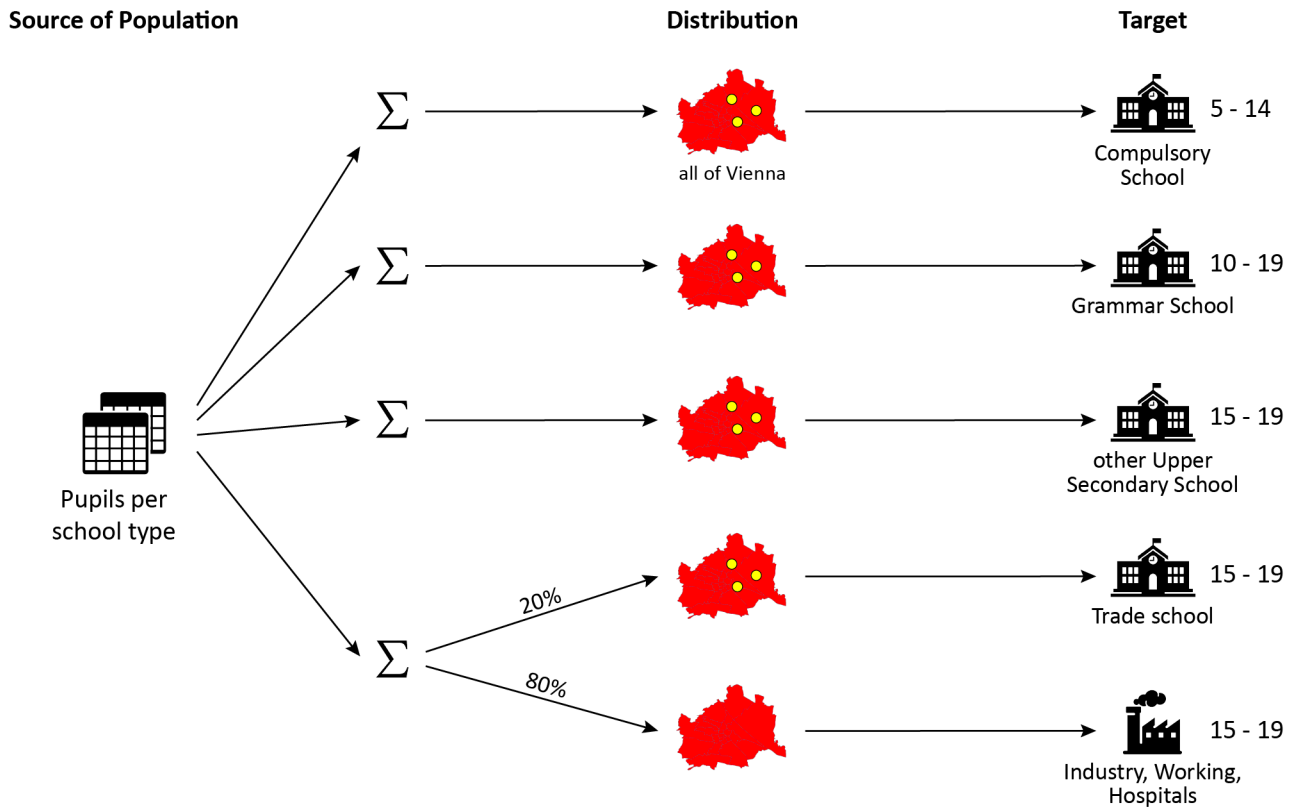 Source of Population
Distribution
Target
Σ
all of Vienna
5 - 14
Compulsory
School
Σ
10 - 19
Grammar School
Pupils per
school type
Σ
15 - 19
other Upper
Secondary School
Σ
20%
15 - 19
Trade school
80%
15 - 19
Industry, Working,
Hospitals